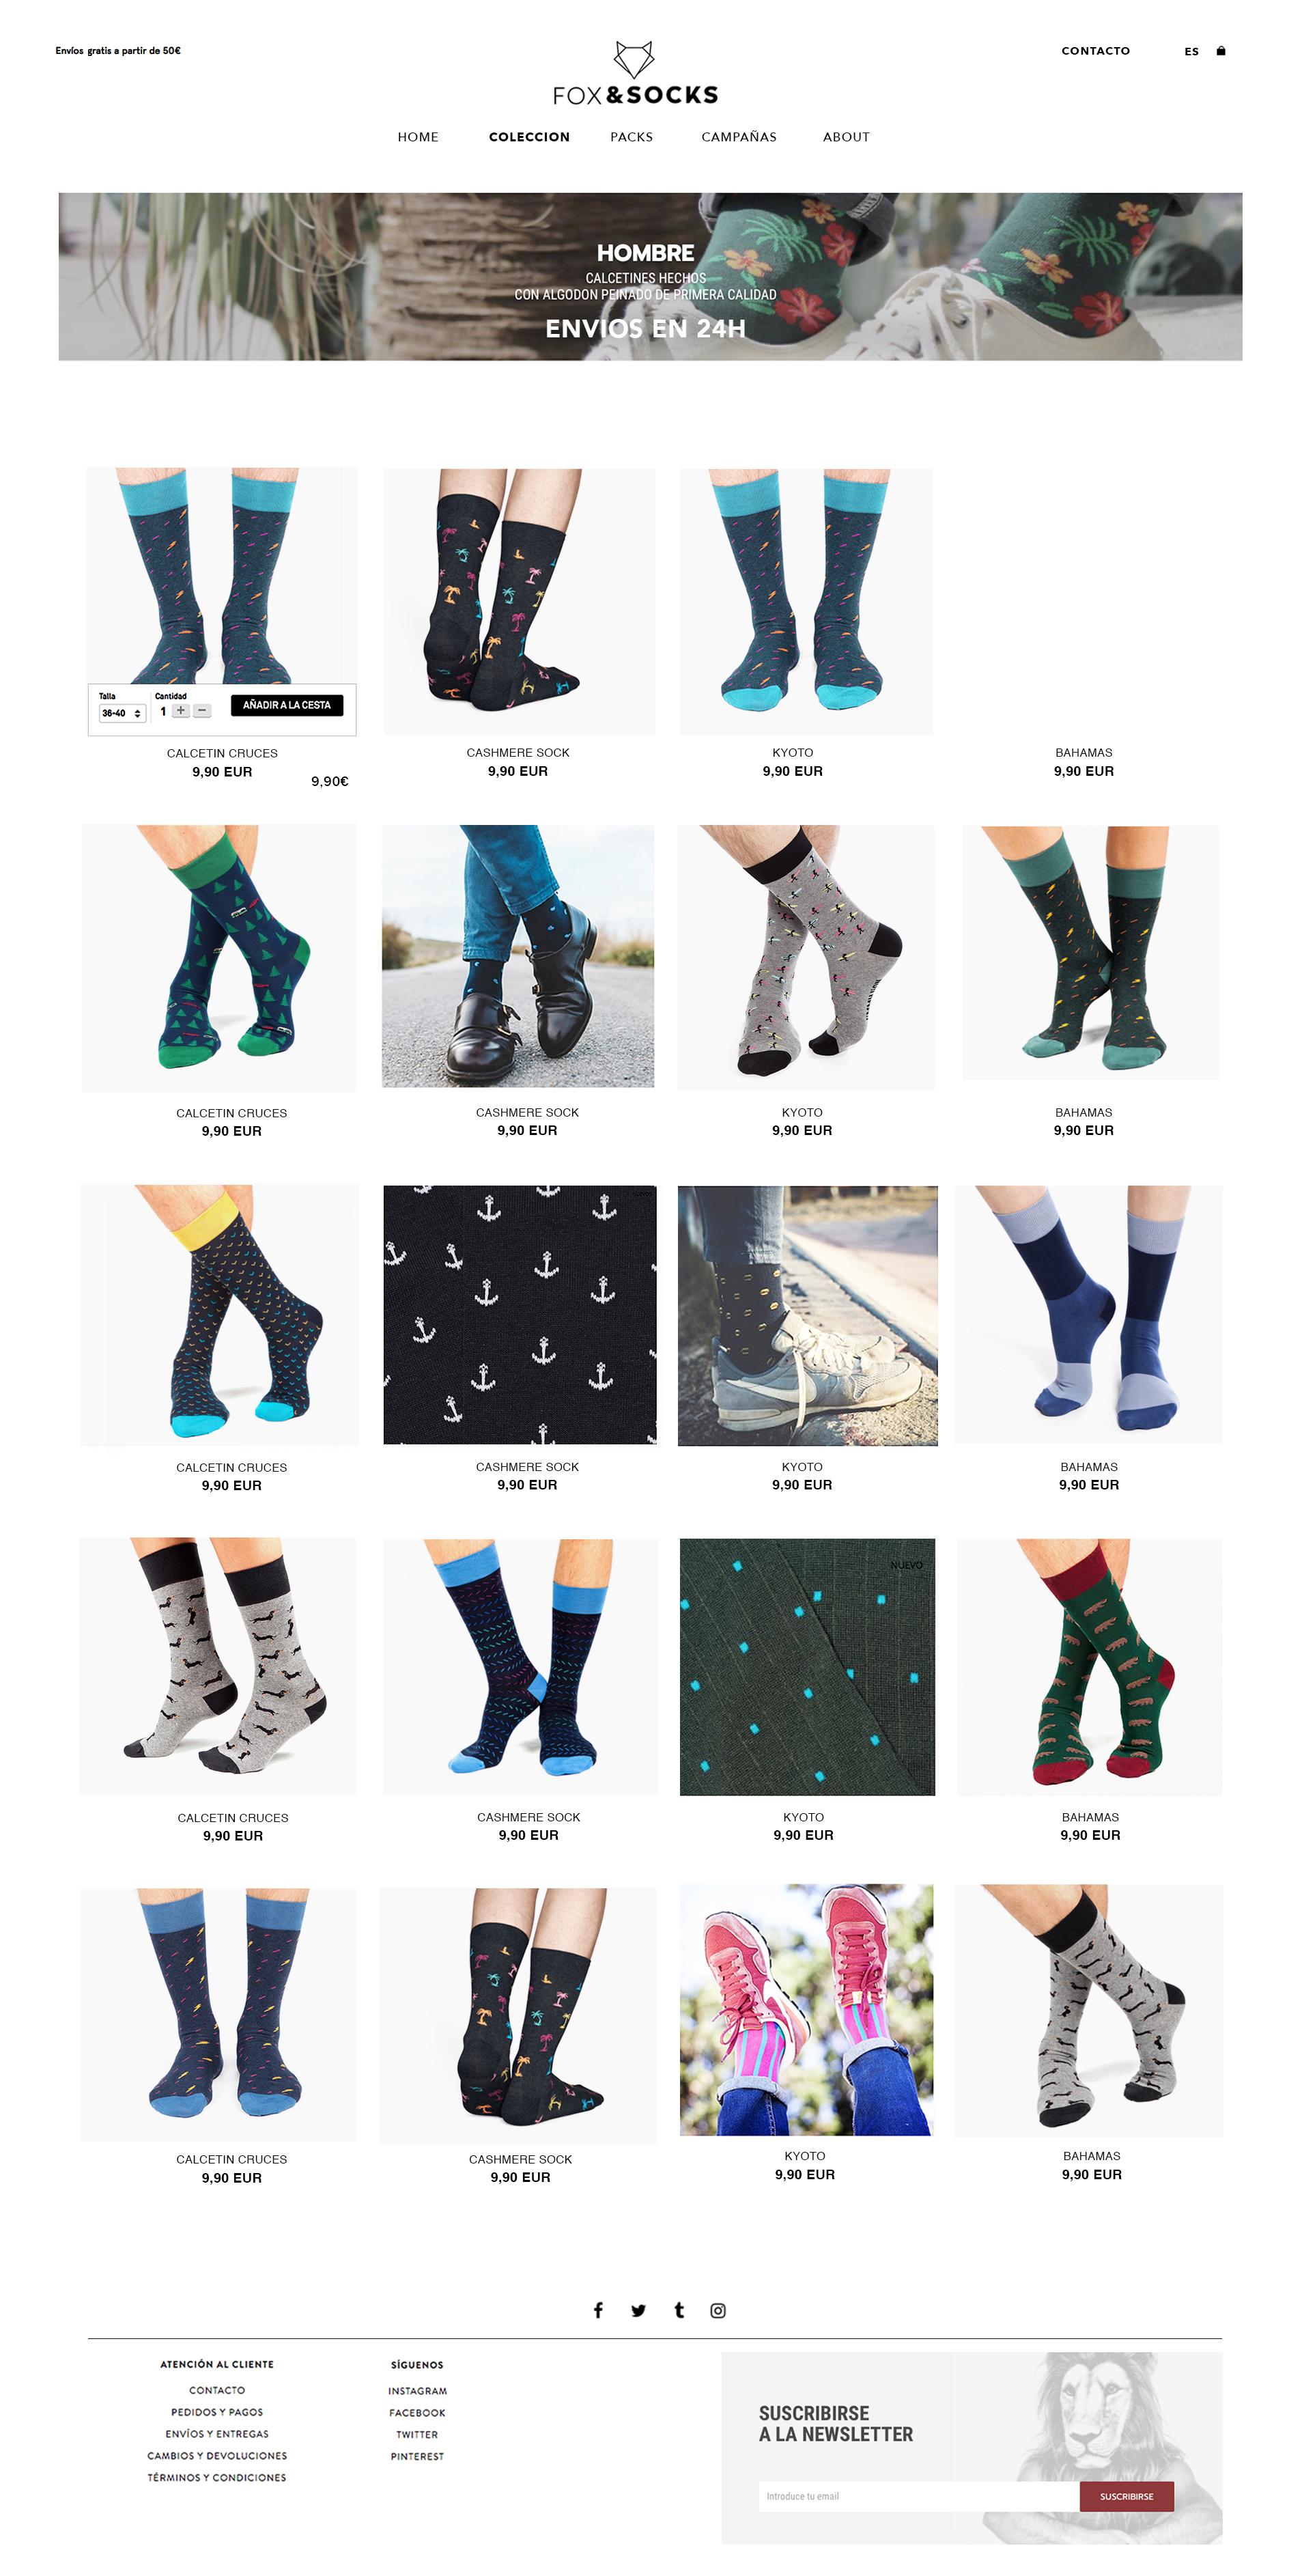 Envíos gratis a partir de 50€
CONTACTO
ES
FOX&SOCKS
HOME
COLECCION
PACKS
CAMPAÑAS
ABOUT
HOMBRE
CALCETINES HECHOS
CON ALGODON PEINADO DE PRIMERA CALIDAD
ENVIOS EN 24H
Talla
Cantidad
36-40
1 + −
AÑADIR A LA CESTA
CALCETIN CRUCES
9,90 EUR
9,90€
CASHMERE SOCK
9,90 EUR
KYOTO
9,90 EUR
BAHAMAS
9,90 EUR
CALCETIN CRUCES
9,90 EUR
CASHMERE SOCK
9,90 EUR
KYOTO
9,90 EUR
BAHAMAS
9,90 EUR
CALCETIN CRUCES
9,90 EUR
CASHMERE SOCK
9,90 EUR
KYOTO
9,90 EUR
BAHAMAS
9,90 EUR
NUEVO
CALCETIN CRUCES
9,90 EUR
CASHMERE SOCK
9,90 EUR
KYOTO
9,90 EUR
BAHAMAS
9,90 EUR
CALCETIN CRUCES
9,90 EUR
CASHMERE SOCK
9,90 EUR
KYOTO
9,90 EUR
BAHAMAS
9,90 EUR
ATENCIÓN AL CLIENTE
CONTACTO
PEDIDOS Y PAGOS
ENVÍOS Y ENTREGAS
CAMBIOS Y DEVOLUCIONES
TÉRMINOS Y CONDICIONES
SÍGUENOS
INSTAGRAM
FACEBOOK
TWITTER
PINTEREST
SUSCRIBIRSE
A LA NEWSLETTER
Introduce tu email
SUSCRIBIRSE